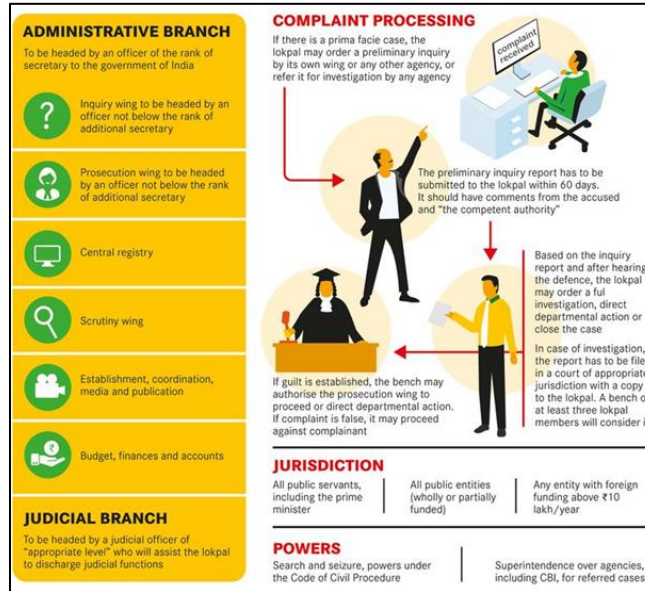 ADMINISTRATIVE BRANCH
To be headed by an officer of the rank of
secretary to the government of India
?
Inquiry wing to be headed by an
officer not below the rank of
additional secretary
Prosecution wing to be headed
by an officer not below the rank
of additional secretary
Central registry
Scrutiny wing
Establishment, coordination,
media and publication
₹
Budget, finances and accounts
JUDICIAL BRANCH
To be headed by a judicial officer of
"appropriate level" who will assist the lokpal
to discharge judicial functions
COMPLAINT PROCESSING
If there is a prima facie case, the
lokpal may order a preliminary inquiry
by its own wing or any other agency, or
refer it for investigation by any agency
complaint
received
The preliminary inquiry report has to be
submitted to the lokpal within 60 days.
It should have comments from the accused
and "the competent authority"
Based on the inquiry
report and after hearing
the defence, the lokpal
may order a ful
investigation, direct
departmental action or
close the case
In case of investigation,
the report has to be file
in a court of appropriate
jurisdiction with a copy
to the lokpal. A bench o
at least three lokpal
members will consider i
If guilt is established, the bench may
authorise the prosecution wing to
proceed or direct departmental action.
If complaint is false, it may proceed
against complainant
JURISDICTION
All public servants,
including the prime
minister
All public entities
(wholly or partially
funded)
Any entity with foreign
funding above ₹10
lakh/year
POWERS
Search and seizure, powers under
the Code of Civil Procedure
Superintendence over agencies,
including CBI, for referred cases